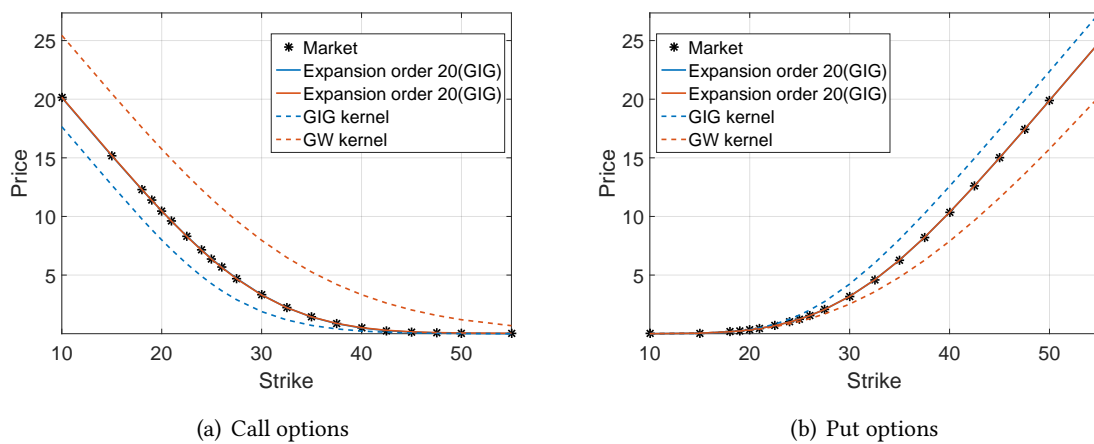 25
20
15
10
5
Price
Market
Expansion order 20(GIG)
Expansion order 20(GIG)
GIG kernel
GW kernel
10 20 30 40 50
Strike
(a) Call options
25
20
15
10
5
Price
Market
Expansion order 20(GIG)
Expansion order 20(GIG)
GIG kernel
GW kernel
10 20 30 40 50
Strike
(b) Put options